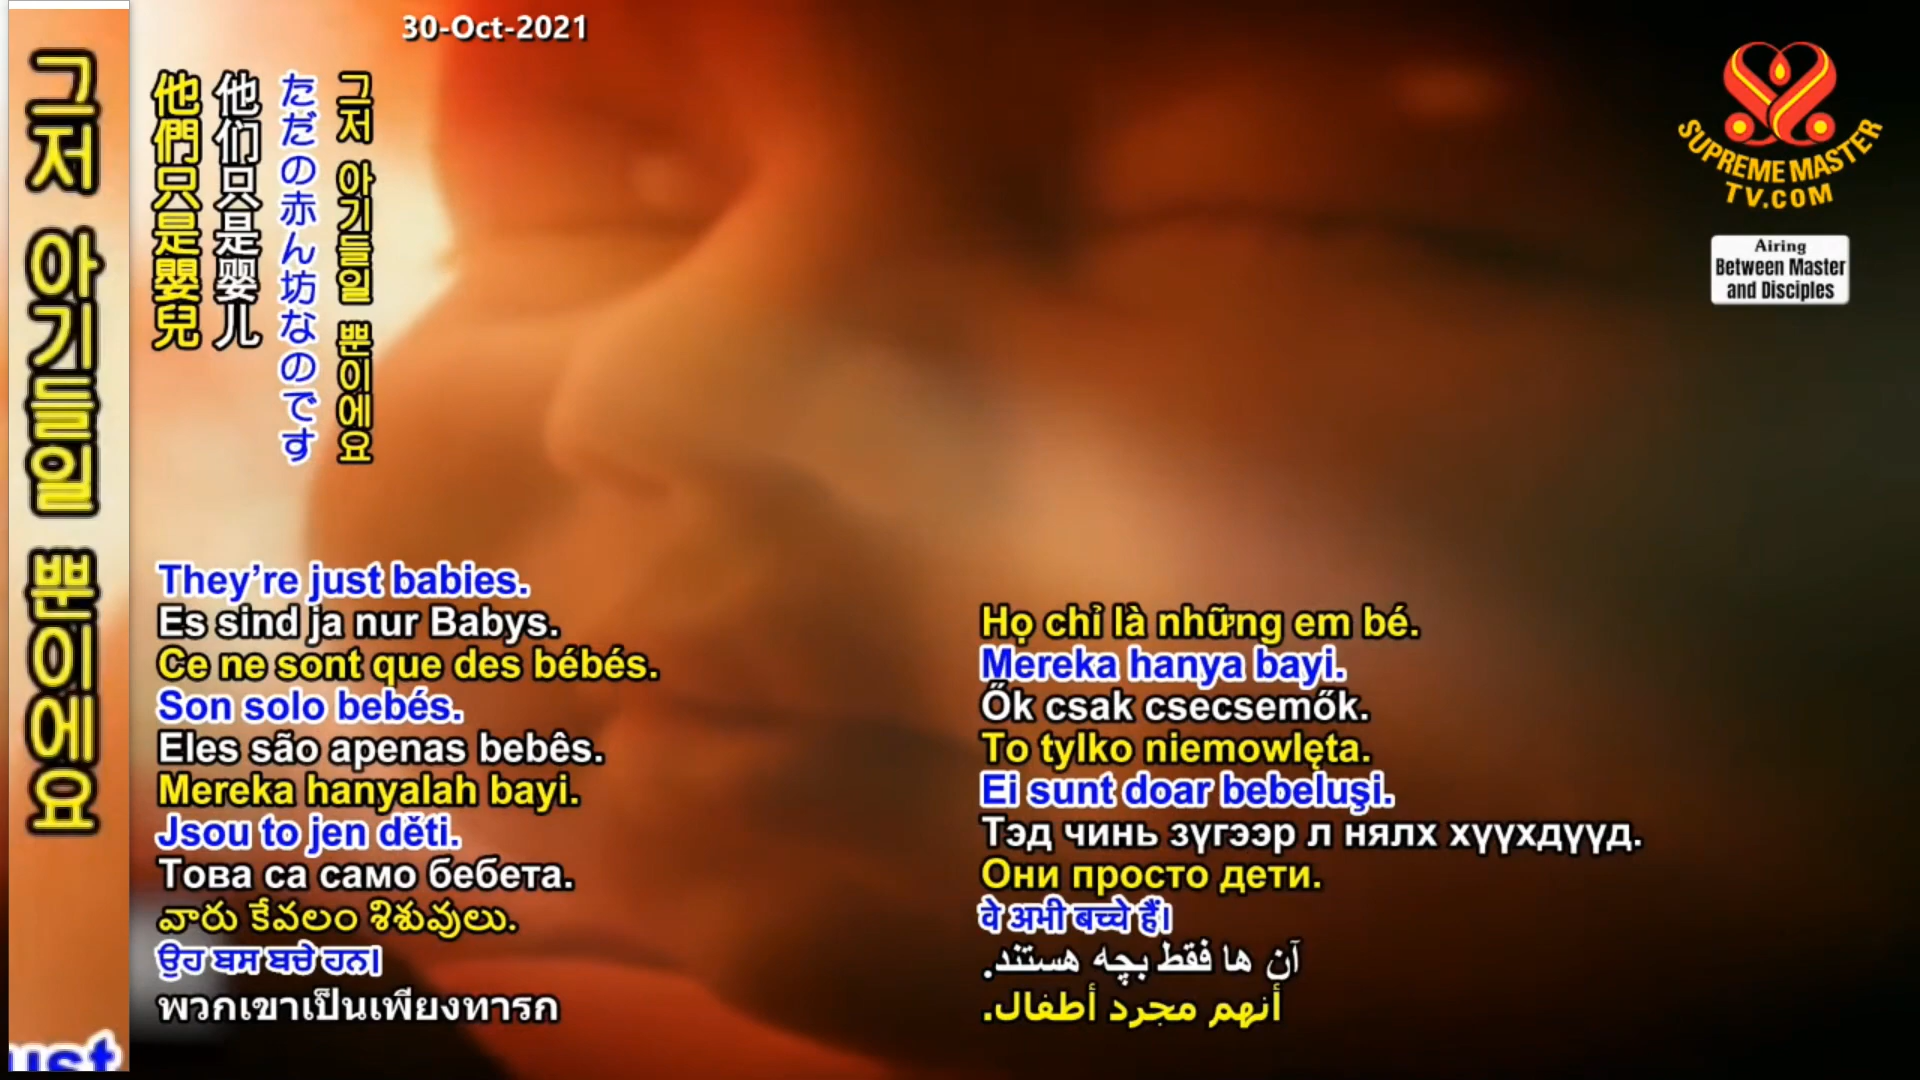 30-Oct-2021
그저 아기들일 뿐이에요
他們只是嬰兒
他们只是婴儿
ただの赤ん坊なのです
그저 아기들일 뿐이에요
SUPREME MASTER
TV.COM
Airing
Between Master
and Disciples
They’re just babies.
Es sind ja nur Babys.
Ce ne sont que des bébés.
Son solo bebés.
Eles são apenas bebês.
Mereka hanyalah bayi.
Jsou to jen děti.
Това са само бебета.
వారు కేవలం శిశువులు.
ਉਹ ਬਸ ਬਚੇ ਹਨ।
พวกเขาเป็นเพียงทารก
Họ chỉ là những em bé.
Mereka hanya bayi.
Ők csak csecsemők.
To tylko niemowlęta.
Ei sunt doar bebeluşi.
Тэд чинь зүгээр л нялх хүүхдүүд.
Они просто дети.
वे अभी बच्चे हैं।
آن ها فقط بچه هستند.
أنهم مجرد أطفال.
ust